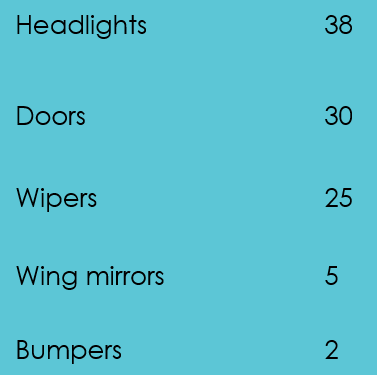 Headlights 38
Doors 30
Wipers 25
Wing mirrors 5
Bumpers 2